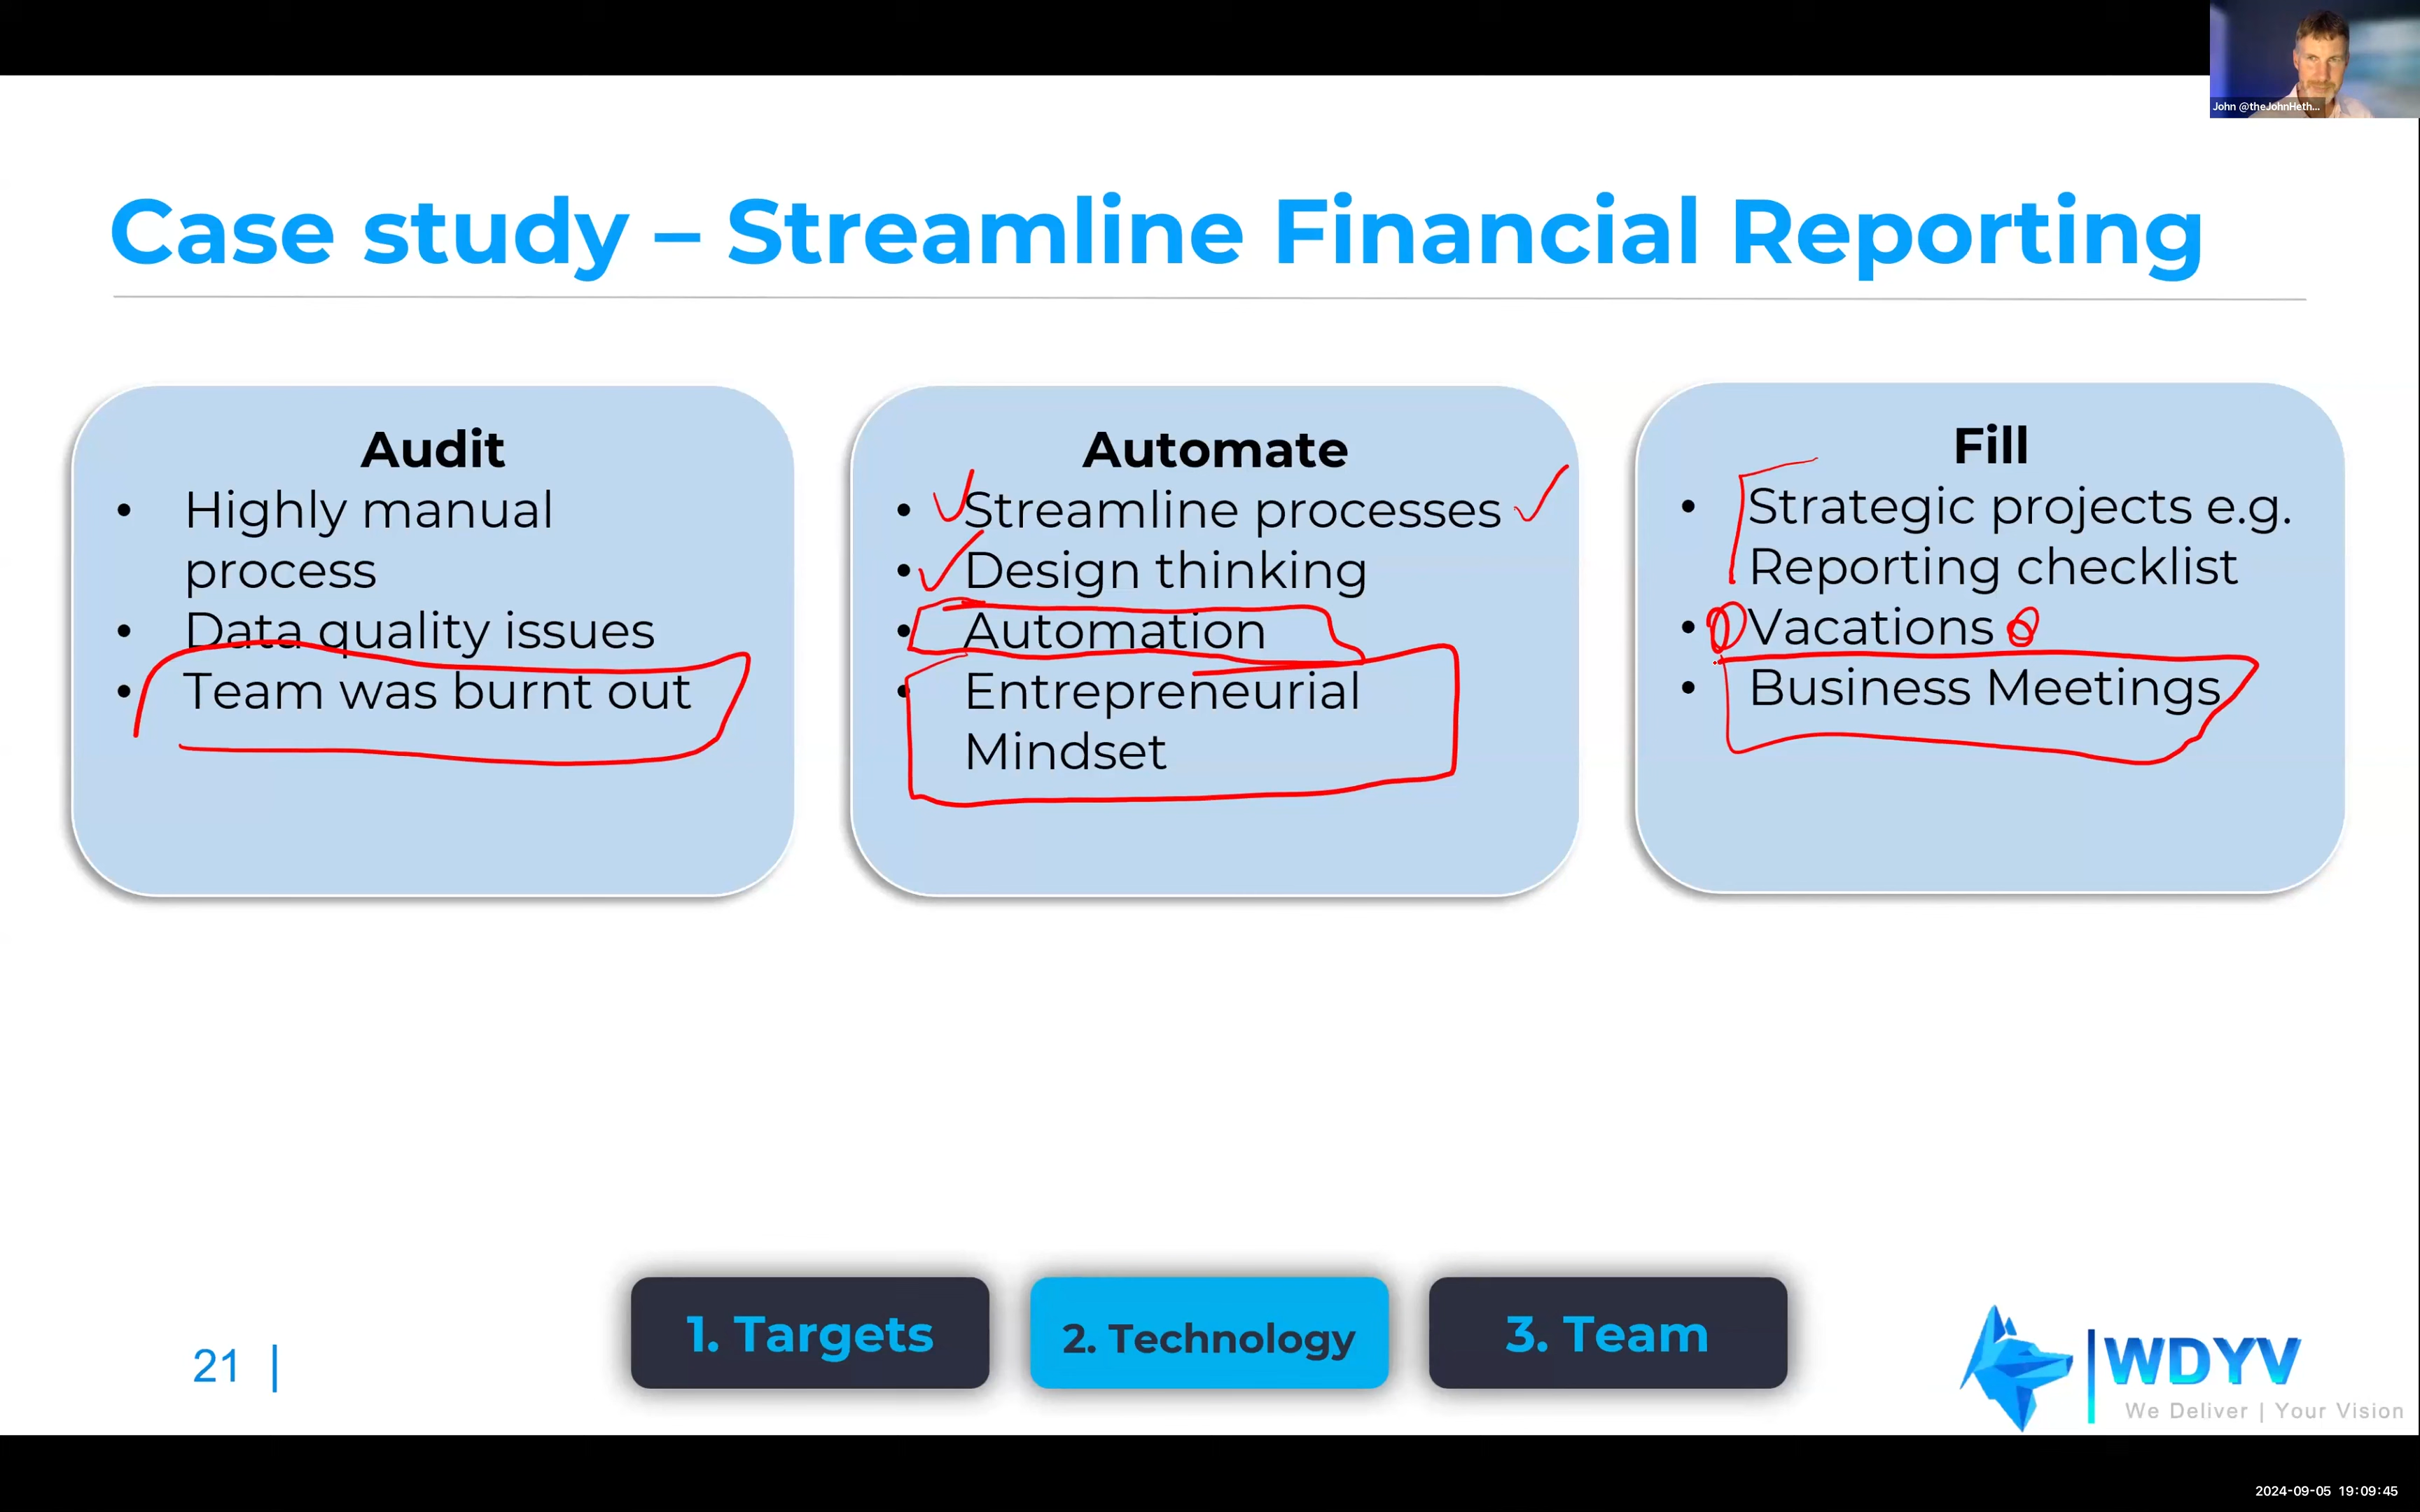 John @theJohnHeth...
Case study – Streamline Financial Reporting
Audit
• Highly manual
process
• Data quality issues
• Team was burnt out
Automate
• Streamline processes
• Design thinking
• Automation
• Entrepreneurial
Mindset
Fill
• Strategic projects e.g.
Reporting checklist
• Vacations
• Business Meetings
1. Targets
2. Technology
3. Team
21 |
WDYV
We Deliver | Your Vision
2024-09-05 19:09:45